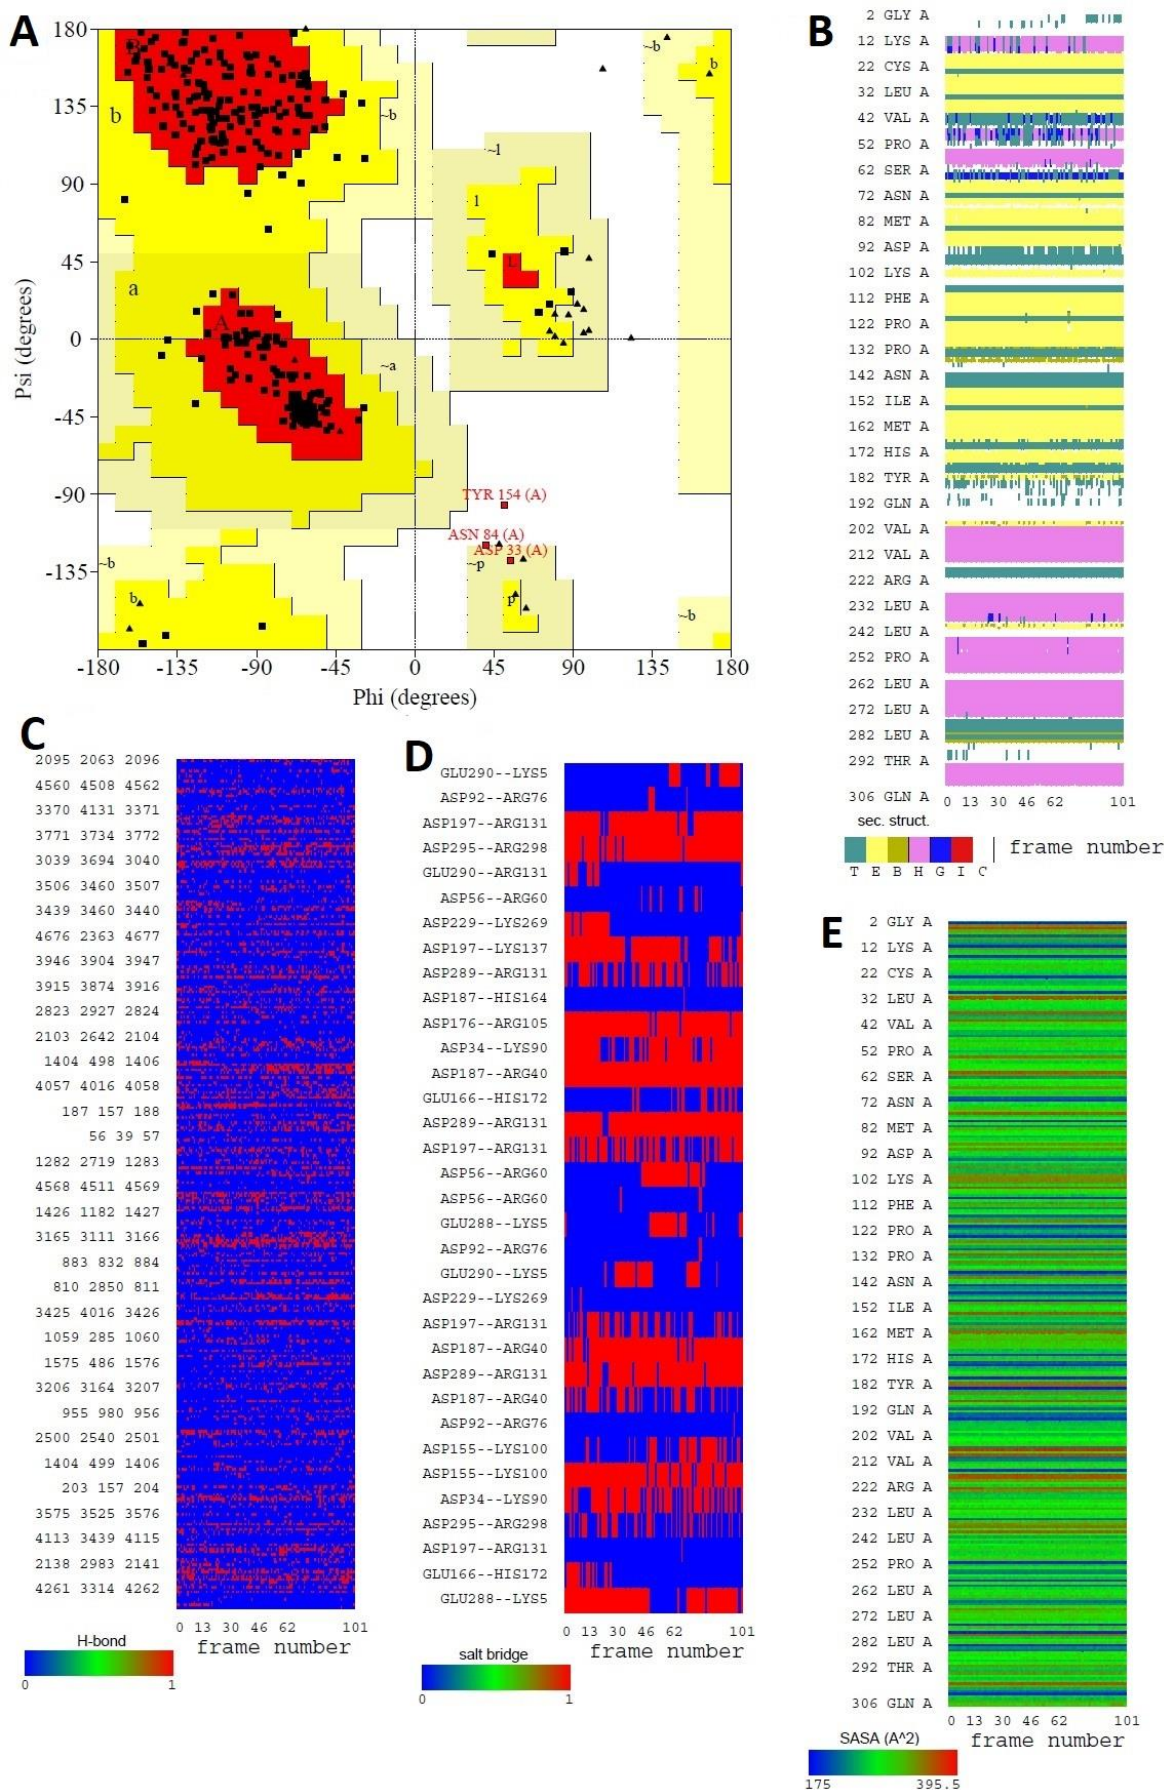 A
180
135
90
45
0
-45
-90
-135
-180
-180 -135 -90 -45 0 45 90 135 180
Psi (degrees)
Phi (degrees)
B
b
~b
~b
b
~l
l
L
a
A
~a
TYR 154 (A)
ASN 84 (A)
ASP 33 (A)
~b
~p
b
p
~b
B
2 GLY A
12 LYS A
22 CYS A
32 LEU A
42 VAL A
52 PRO A
62 SER A
72 ASN A
82 MET A
92 ASP A
102 LYS A
112 PHE A
122 PRO A
132 PRO A
142 ASN A
152 ILE A
162 MET A
172 HIS A
182 TYR A
192 GLN A
202 VAL A
212 VAL A
222 ARG A
232 LEU A
242 LEU A
252 PRO A
262 LEU A
272 LEU A
282 LEU A
292 THR A
306 GLN A
0 13 30 46 62 101
sec. struct.
frame number
T E B H G I C
C
2095 2063 2096
4560 4508 4562
3370 4131 3371
3771 3734 3772
3039 3694 3040
3506 3460 3507
3439 3460 3440
4676 2363 4677
3946 3904 3947
3915 3874 3916
2823 2927 2824
2103 2642 2104
1404 498 1406
4057 4016 4058
187 157 188
56 39 57
1282 2719 1283
4568 4511 4569
1426 1182 1427
3165 3111 3166
883 832 884
810 2850 811
3425 4016 3426
1059 285 1060
1575 486 1576
3206 3164 3207
955 980 956
2500 2540 2501
1404 499 1406
203 157 204
3575 3525 3576
4113 3439 4115
2138 2983 2141
4261 3314 4262
0 13 30 46 62 101
H-bond
frame number
0 1
D
GLU290--LYS5
ASP92--ARG76
ASP197--ARG131
ASP295--ARG298
GLU290--ARG131
ASP56--ARG60
ASP229--LYS269
ASP197--LYS137
ASP289--ARG131
ASP187--HIS164
ASP176--ARG105
ASP34--LYS90
ASP187--ARG40
GLU166--HIS172
ASP289--ARG131
ASP197--ARG131
ASP56--ARG60
ASP56--ARG60
GLU288--LYS5
ASP92--ARG76
GLU290--LYS5
ASP229--LYS269
ASP197--ARG131
ASP187--ARG40
ASP289--ARG131
ASP187--ARG40
ASP92--ARG76
ASP155--LYS100
ASP155--LYS100
ASP34--LYS90
ASP295--ARG298
ASP197--ARG131
GLU166--HIS172
GLU288--LYS5
0 13 30 46 62 101
salt bridge
frame number
0 1
E
2 GLY A
12 LYS A
22 CYS A
32 LEU A
42 VAL A
52 PRO A
62 SER A
72 ASN A
82 MET A
92 ASP A
102 LYS A
112 PHE A
122 PRO A
132 PRO A
142 ASN A
152 ILE A
162 MET A
172 HIS A
182 TYR A
192 GLN A
202 VAL A
212 VAL A
222 ARG A
232 LEU A
242 LEU A
252 PRO A
262 LEU A
272 LEU A
282 LEU A
292 THR A
306 GLN A
0 13 30 46 62 101
SASA (A^2)
frame number
175 395.5